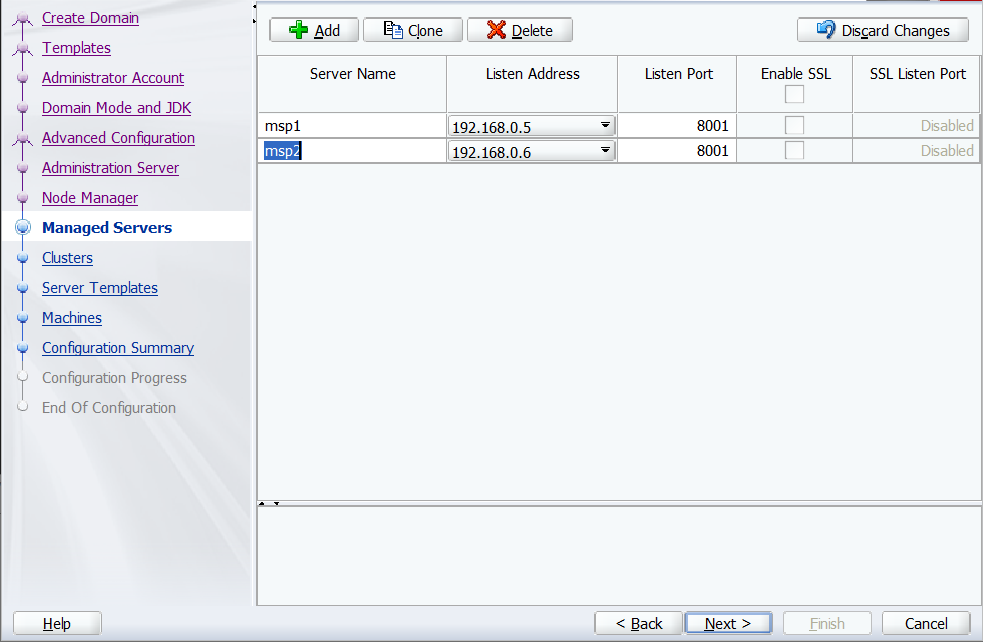 Create Domain
Templates
Administrator Account
Domain Mode and JDK
Advanced Configuration
Administration Server
Node Manager
Managed Servers
Clusters
Server Templates
Machines
Configuration Summary
Configuration Progress
End Of Configuration
Add Clone Delete Discard Changes
Server Name Listen Address Listen Port Enable SSL SSL Listen Port
msp1 192.168.0.5 8001 Disabled
msp2 192.168.0.6 8001 Disabled
Help < Back Next > Finish Cancel